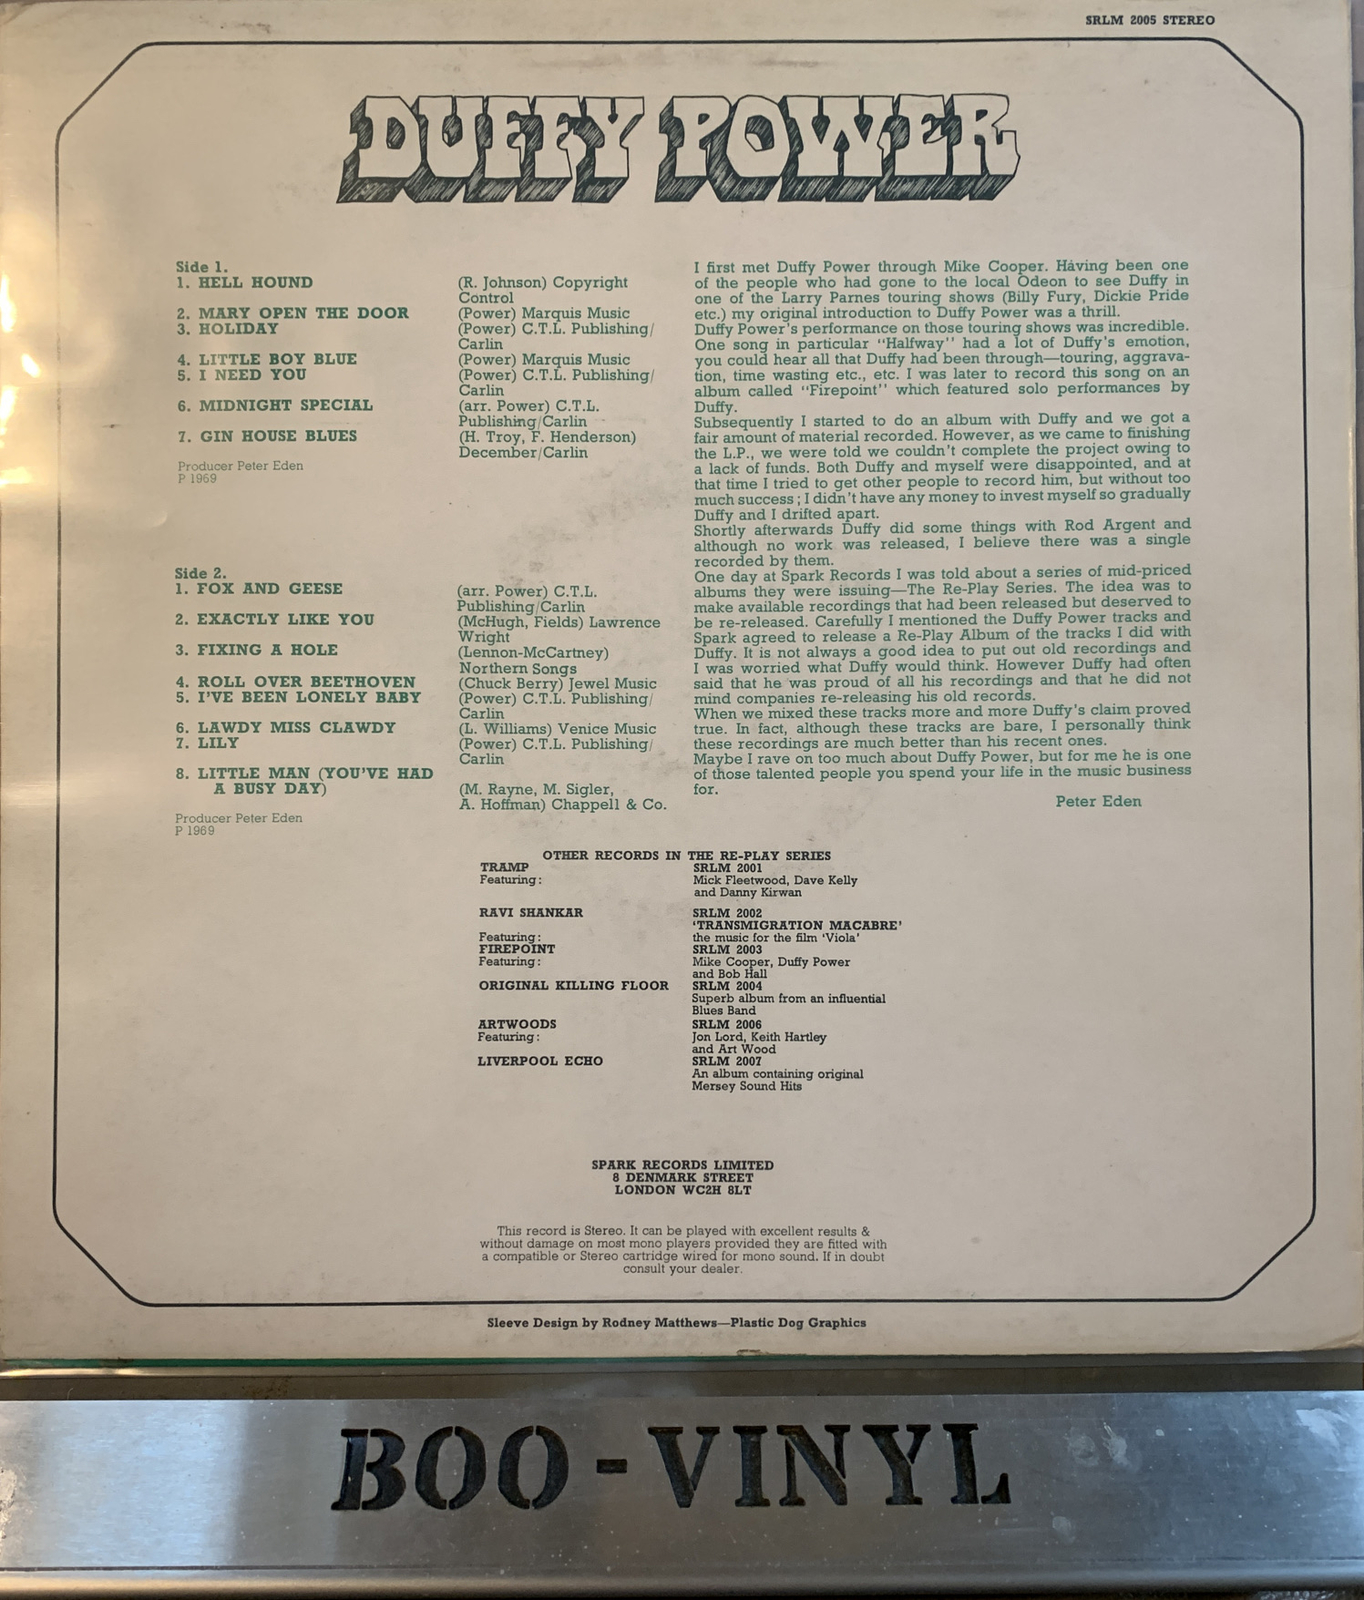 SRLM 2005 STEREO
DUFFY POWER
Side 1.
1. HELL HOUND (R. Johnson) Copyright
Control
2. MARY OPEN THE DOOR (Power) Marquis Music
3. HOLIDAY (Power) C.T.L. Publishing/
Carlin
4. LITTLE BOY BLUE (Power) Marquis Music
5. I NEED YOU (Power) C.T.L. Publishing/
Carlin
6. MIDNIGHT SPECIAL (arr. Power) C.T.L.
Publishing/Carlin
7. GIN HOUSE BLUES (H. Troy, F. Henderson)
December/Carlin
Producer Peter Eden
P 1969
Side 2.
1. FOX AND GEESE (arr. Power) C.T.L.
Publishing/Carlin
2. EXACTLY LIKE YOU (McHugh, Fields) Lawrence
Wright
3. FIXING A HOLE (Lennon-McCartney)
Northern Songs
4. ROLL OVER BEETHOVEN (Chuck Berry) Jewel Music
5. I'VE BEEN LONELY BABY (Power) C.T.L. Publishing/
Carlin
6. LAWDY MISS CLAWDY (L. Williams) Venice Music
7. LILY (Power) C.T.L. Publishing/
Carlin
8. LITTLE MAN (YOU'VE HAD
A BUSY DAY) (M. Rayne, M. Sigler,
A. Hoffman) Chappell & Co.
Producer Peter Eden
P 1969
I first met Duffy Power through Mike Cooper. Having been one
of the people who had gone to the local Odeon to see Duffy in
one of the Larry Parnes touring shows (Billy Fury, Dickie Pride
etc.) my original introduction to Duffy Power was a thrill.
Duffy Power's performance on those touring shows was incredible.
One song in particular "Halfway" had a lot of Duffy's emotion,
you could hear all that Duffy had been through—touring, aggrava-
tion, time wasting etc., etc. I was later to record this song on an
album called "Firepoint" which featured solo performances by
Duffy.
Subsequently I started to do an album with Duffy and we got a
fair amount of material recorded. However, as we came to finishing
the L.P., we were told we couldn't complete the project owing to
a lack of funds. Both Duffy and myself were disappointed, and at
that time I tried to get other people to record him, but without too
much success; I didn't have any money to invest myself so gradually
Duffy and I drifted apart.
Shortly afterwards Duffy did some things with Rod Argent and
although no work was released, I believe there was a single
recorded by them.
One day at Spark Records I was told about a series of mid-priced
albums they were issuing—The Re-Play Series. The idea was to
make available recordings that had been released but deserved to
be re-released. Carefully I mentioned the Duffy Power tracks and
Spark agreed to release a Re-Play Album of the tracks I did with
Duffy. It is not always a good idea to put out old recordings and
I was worried what Duffy would think. However Duffy had often
said that he was proud of all his recordings and that he did not
mind companies re-releasing his old records.
When we mixed these tracks more and more Duffy's claim proved
true. In fact, although these tracks are bare, I personally think
these recordings are much better than his recent ones.
Maybe I rave on too much about Duffy Power, but for me he is one
of those talented people you spend your life in the music business
for.
Peter Eden
OTHER RECORDS IN THE RE-PLAY SERIES
TRAMP SRLM 2001
Featuring: Mick Fleetwood, Dave Kelly
and Danny Kirwan
RAVI SHANKAR SRLM 2002
'TRANSMIGRATION MACABRE'
Featuring: the music for the film 'Viola'
FIREPOINT SRLM 2003
Featuring: Mike Cooper, Duffy Power
and Bob Hall
ORIGINAL KILLING FLOOR SRLM 2004
Superb album from an influential
Blues Band
ARTWOODS SRLM 2006
Featuring: Jon Lord, Keith Hartley
and Art Wood
LIVERPOOL ECHO SRLM 2007
An album containing original
Mersey Sound Hits
SPARK RECORDS LIMITED
8 DENMARK STREET
LONDON WC2H 8LT
This record is Stereo. It can be played with excellent results &
without damage on most mono players provided they are fitted with
a compatible or Stereo cartridge wired for mono sound. If in doubt
consult your dealer.
Sleeve Design by Rodney Matthews—Plastic Dog Graphics
BOO-VINYL